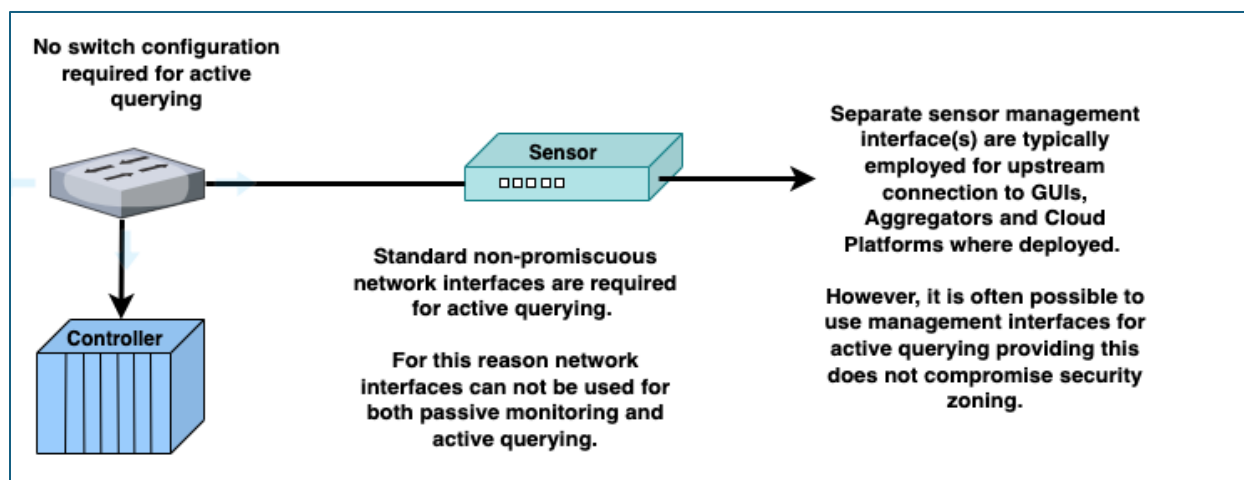 No switch configuration
required for active
querying
Sensor
Controller
Standard non-promiscuous
network interfaces are required
for active querying.
For this reason network
interfaces can not be used for
both passive monitoring and
active querying.
Separate sensor management
interface(s) are typically
employed for upstream
connection to GUIs,
Aggregators and Cloud
Platforms where deployed.
However, it is often possible to
use management interfaces for
active querying providing this
does not compromise security
zoning.